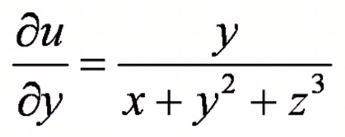 ∂u/∂y = y/(x + y² + z³)